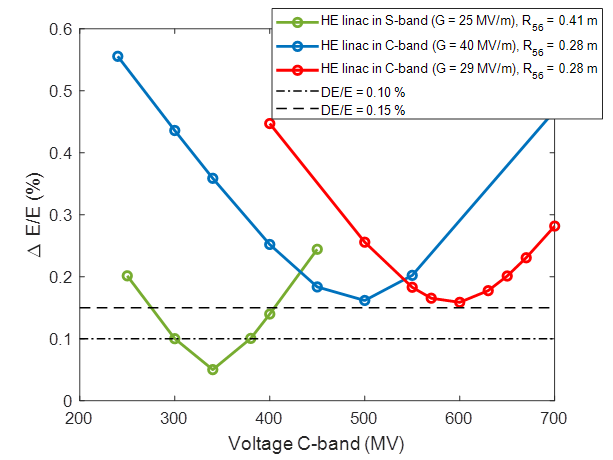 HE linac in S-band (G = 25 MV/m), R56 = 0.41 m
HE linac in C-band (G = 40 MV/m), R56 = 0.28 m
HE linac in C-band (G = 29 MV/m), R56 = 0.28 m
DE/E = 0.10 %
DE/E = 0.15 %
0.6
0.5
0.4
0.3
0.2
0.1
0
Δ E/E (%)
200
300
400
500
600
700
Voltage C-band (MV)